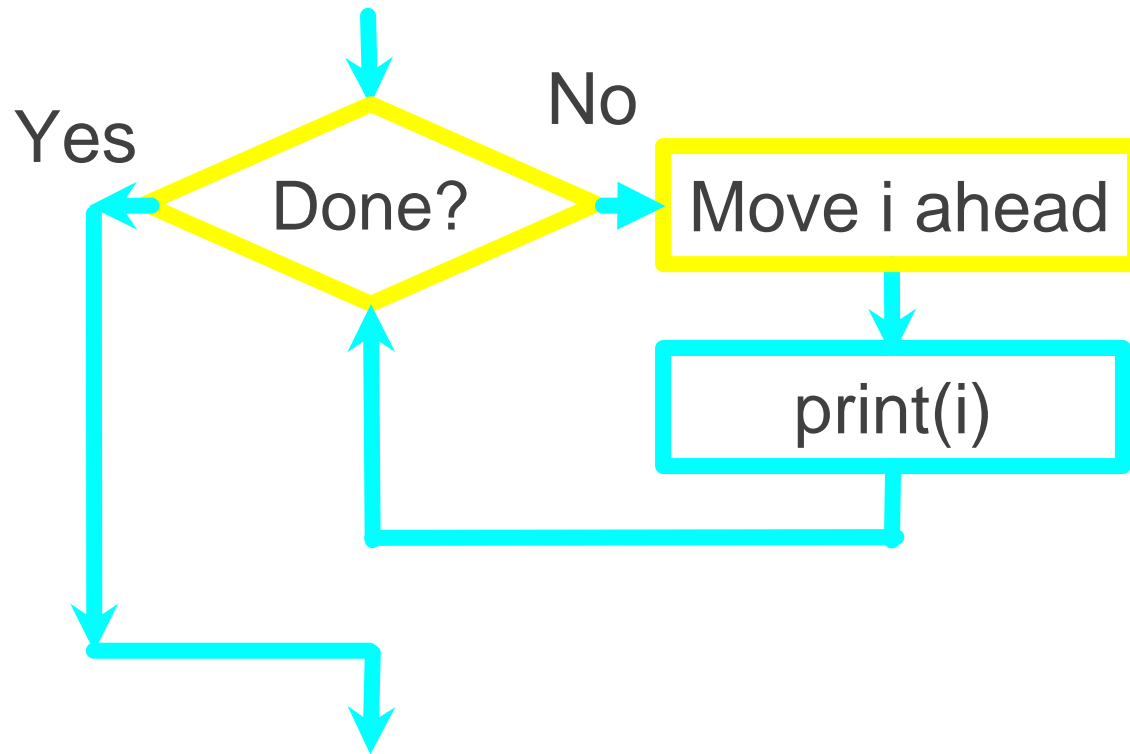 No
Yes
Done?
Move i ahead
print(i)